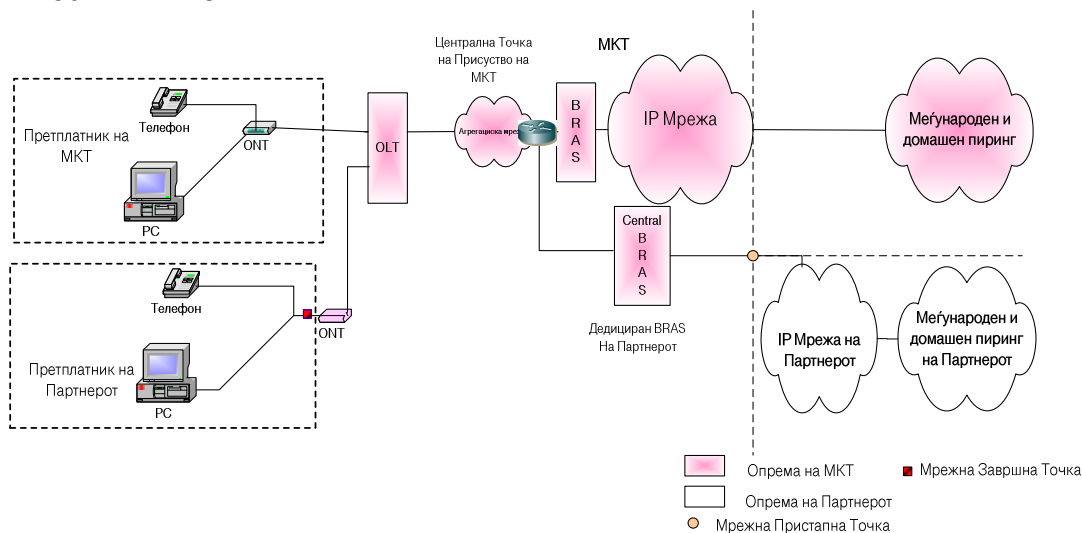 Централна Точка
на Присуство на
МКТ
МКТ
Претплатник на
МКТ
Телефон
ONT
PC
OLT
Агрегациска мрежа
B
R
A
S
IP Мрежа
Меѓународен и
домашен пиринг
Претплатник на
Партнерот
Телефон
ONT
PC
Central
B
R
A
S
Дедициран BRAS
На Партнерот
IP Мрежа на
Партнерот
Меѓународен и
домашен пиринг
на Партнерот
Опрема на МКТ
Мрежна Завршна Точка
Опрема на Партнерот
Мрежна Пристапна Точка